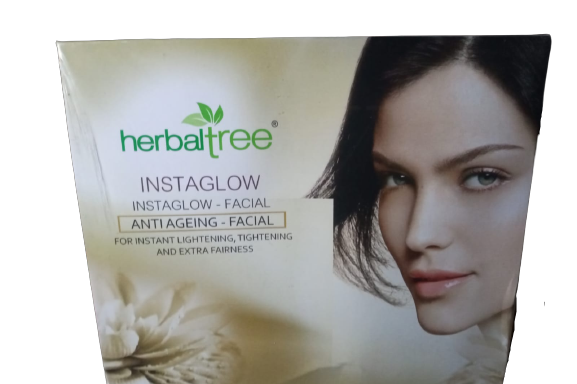 herbaltree®
INSTAGLOW
INSTAGLOW - FACIAL
ANTI AGEING - FACIAL
FOR INSTANT LIGHTENING, TIGHTENING
AND EXTRA FAIRNESS